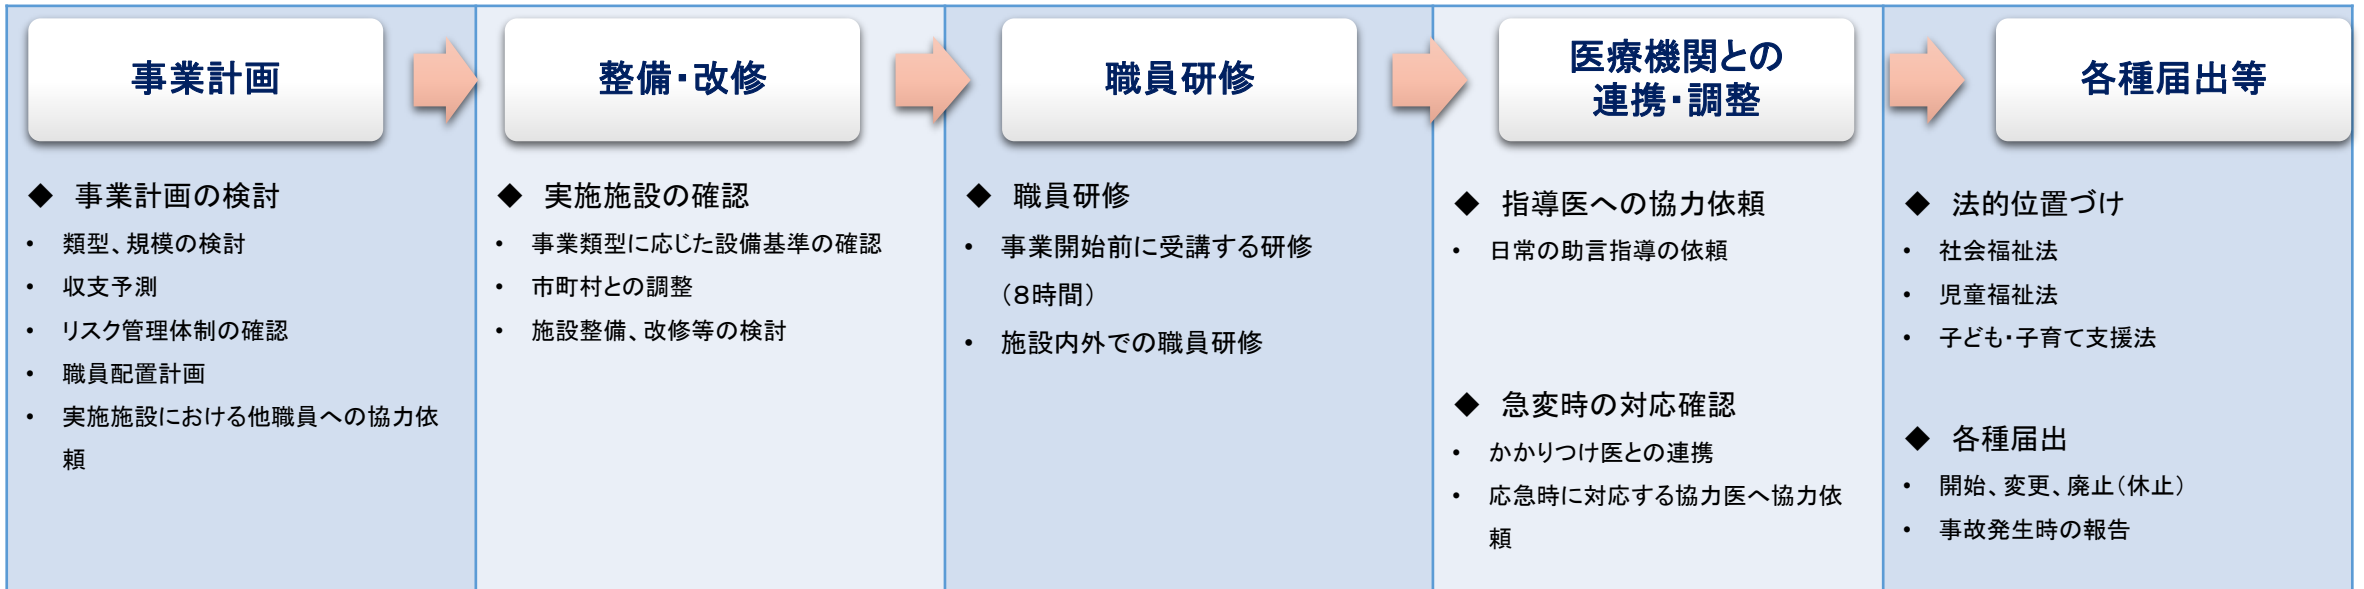 事業計画
◆ 事業計画の検討
・ 類型、規模の検討
・ 収支予測
・ リスク管理体制の確認
・ 職員配置計画
・ 実施施設における他職員への協力依
頼
整備・改修
◆ 実施施設の確認
・ 事業類型に応じた設備基準の確認
・ 市町村との調整
・ 施設整備、改修等の検討
職員研修
◆ 職員研修
・ 事業開始前に受講する研修
（８時間）
・ 施設内外での職員研修
医療機関との
連携・調整
◆ 指導医への協力依頼
・ 日常の助言指導の依頼
◆ 急変時の対応確認
・ かかりつけ医との連携
・ 応急時に対応する協力医へ協力依
頼
各種届出等
◆ 法的位置づけ
・ 社会福祉法
・ 児童福祉法
・ 子ども・子育て支援法
◆ 各種届出
・ 開始、変更、廃止（休止）
・ 事故発生時の報告